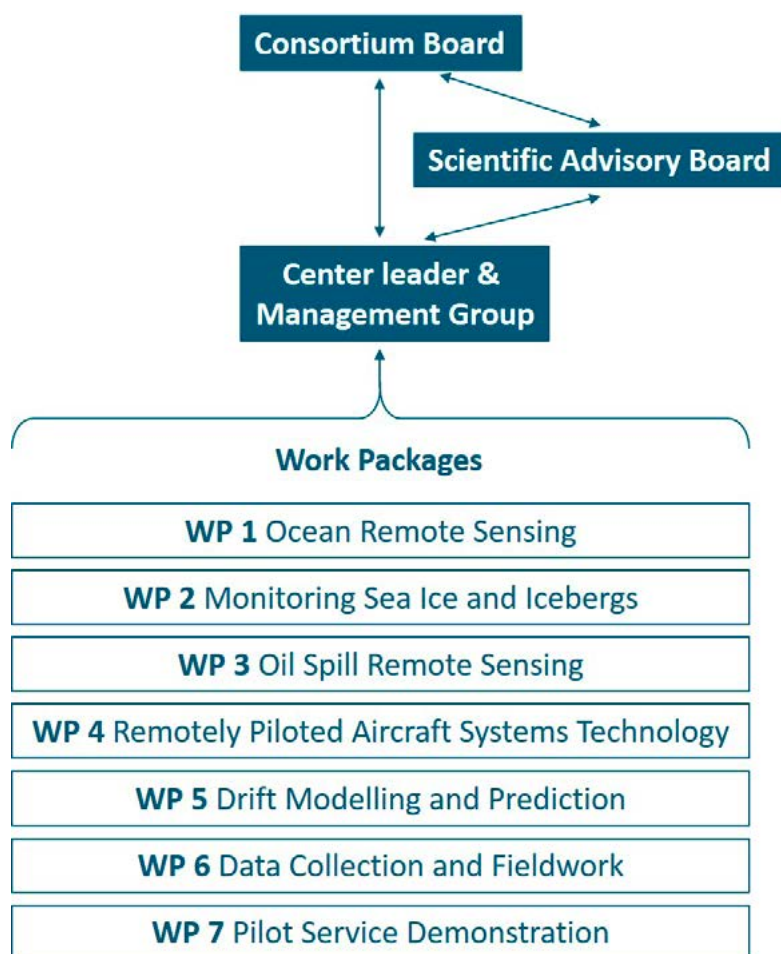 Consortium Board
Scientific Advisory Board
Center leader &
Management Group
Work Packages
WP 1 Ocean Remote Sensing
WP 2 Monitoring Sea Ice and Icebergs
WP 3 Oil Spill Remote Sensing
WP 4 Remotely Piloted Aircraft Systems Technology
WP 5 Drift Modelling and Prediction
WP 6 Data Collection and Fieldwork
WP 7 Pilot Service Demonstration